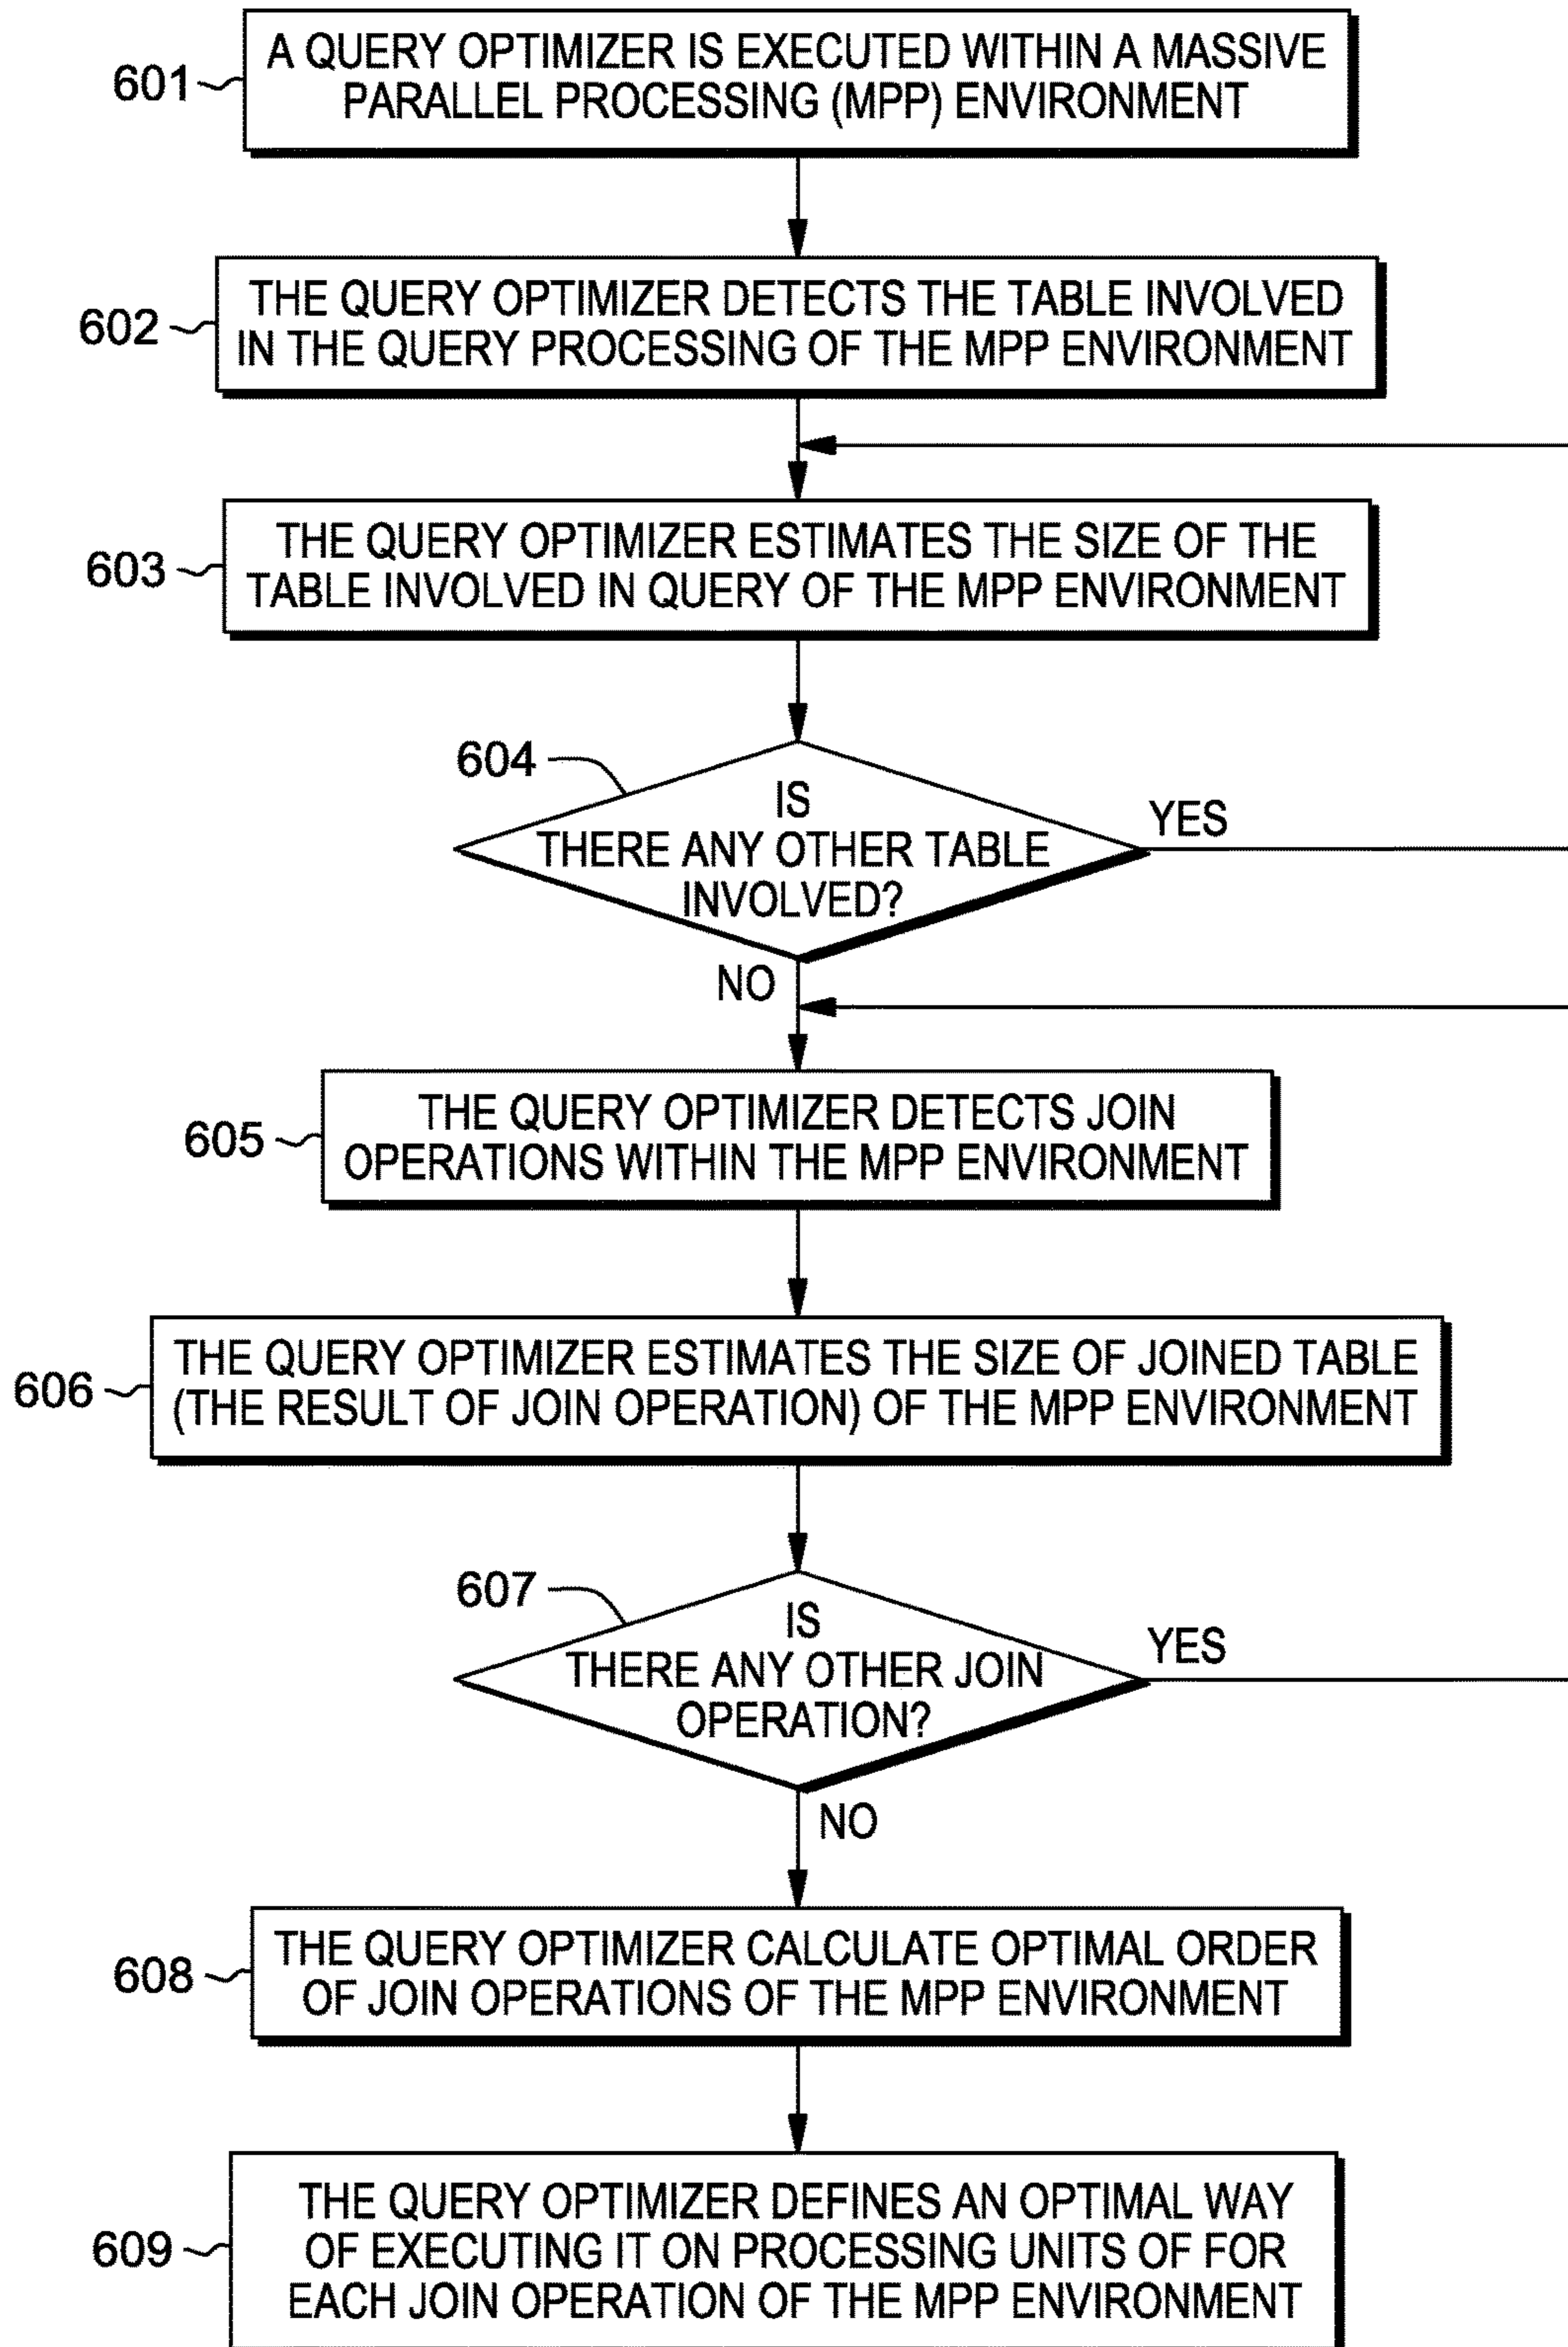 601
A QUERY OPTIMIZER IS EXECUTED WITHIN A MASSIVE
PARALLEL PROCESSING (MPP) ENVIRONMENT
602
THE QUERY OPTIMIZER DETECTS THE TABLE INVOLVED
IN THE QUERY PROCESSING OF THE MPP ENVIRONMENT
603
THE QUERY OPTIMIZER ESTIMATES THE SIZE OF THE
TABLE INVOLVED IN QUERY OF THE MPP ENVIRONMENT
604
IS
THERE ANY OTHER TABLE
INVOLVED?
YES
NO
605
THE QUERY OPTIMIZER DETECTS JOIN
OPERATIONS WITHIN THE MPP ENVIRONMENT
606
THE QUERY OPTIMIZER ESTIMATES THE SIZE OF JOINED TABLE
(THE RESULT OF JOIN OPERATION) OF THE MPP ENVIRONMENT
607
IS
THERE ANY OTHER JOIN
OPERATION?
YES
NO
608
THE QUERY OPTIMIZER CALCULATE OPTIMAL ORDER
OF JOIN OPERATIONS OF THE MPP ENVIRONMENT
609
THE QUERY OPTIMIZER DEFINES AN OPTIMAL WAY
OF EXECUTING IT ON PROCESSING UNITS OF FOR
EACH JOIN OPERATION OF THE MPP ENVIRONMENT